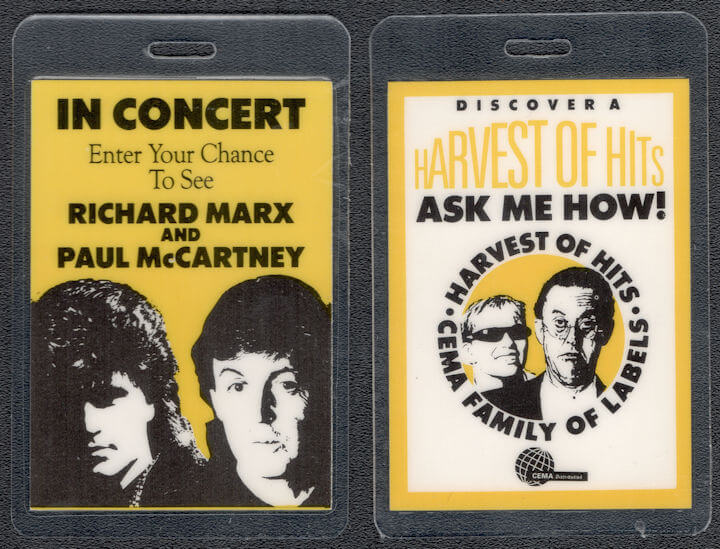 IN CONCERT
Enter Your Chance
To See
RICHARD MARX
AND
PAUL McCARTNEY
DISCOVER A
HARVEST OF HITS
ASK ME HOW!
• HARVEST OF HITS •
CEMA FAMILY OF LABELS
CEMA Distribution